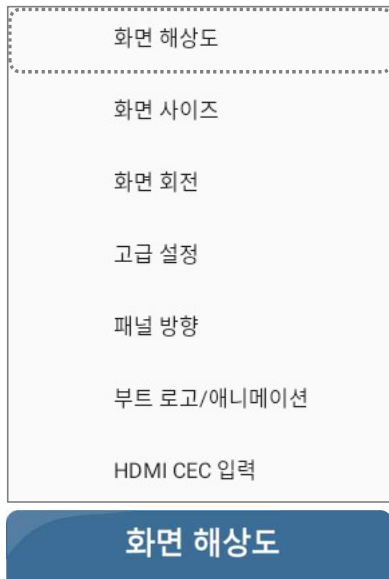 화면 해상도
화면 사이즈
화면 회전
고급 설정
패널 방향
부트 로고/애니메이션
HDMI CEC 입력
화면 해상도